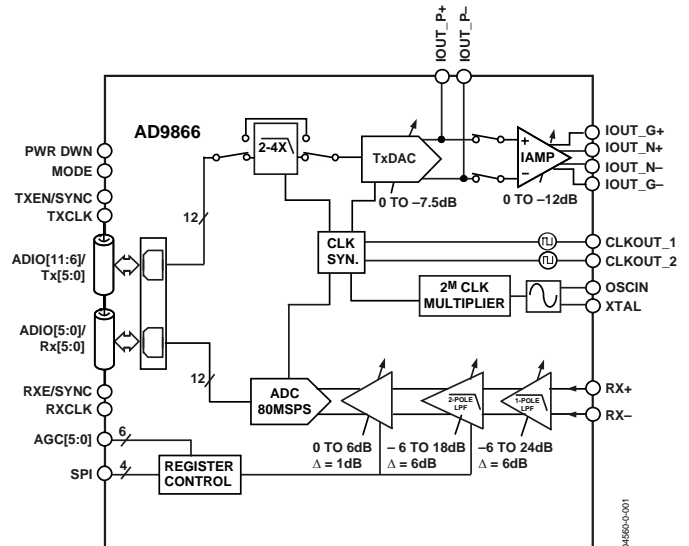 IOUT_P+
IOUT_P–
AD9866
PWR DWN
MODE
TXEN/SYNC
TXCLK
ADIO[11:6]/
Tx[5:0]
ADIO[5:0]/
Rx[5:0]
RXE/SYNC
RXCLK
AGC[5:0]
SPI
12
2-4X
TxDAC
0 TO –7.5dB
+
–
IAMP
0 TO –12dB
IOUT_G+
IOUT_N+
IOUT_N–
IOUT_G–
CLK
SYN.
CLKOUT_1
CLKOUT_2
2M CLK
MULTIPLIER
OSCIN
XTAL
12
ADC
80MSPS
0 TO 6dB
Δ = 1dB
2-POLE
LPF
– 6 TO 18dB
Δ = 6dB
1-POLE
LPF
–6 TO 24dB
Δ = 6dB
RX+
RX–
6
4
REGISTER
CONTROL
04560-0-001